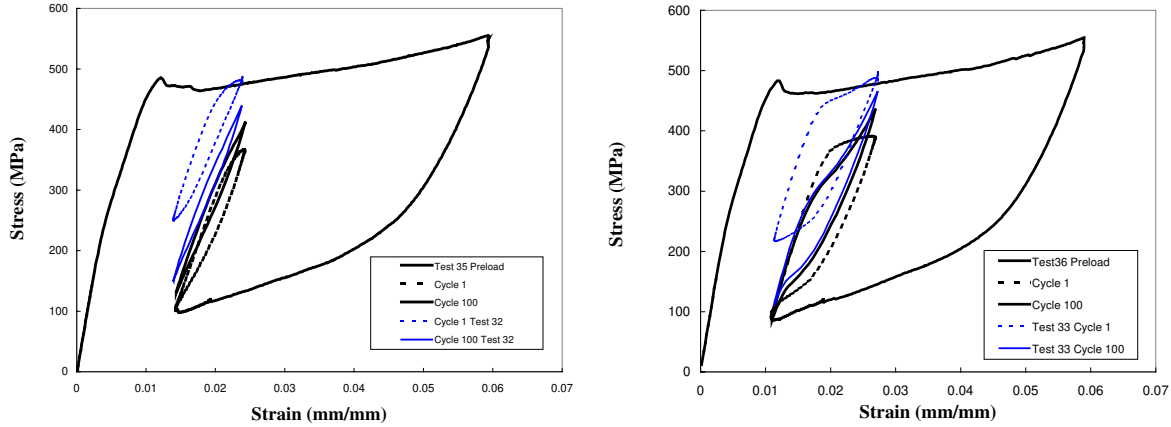 600
500
400
300
200
100
0
Stress (MPa)
0.00
0.01
0.02
0.03
0.04
0.05
0.06
0.07
Strain (mm/mm)
Test 35 Preload
Cycle 1
Cycle 100
Cycle 1 Test 32
Cycle 100 Test 32
600
500
400
300
200
100
0
Stress (MPa)
0.00
0.01
0.02
0.03
0.04
0.05
0.06
0.07
Strain (mm/mm)
Test36 Preload
Cycle 1
Cycle 100
Test 33 Cycle 1
Test 33 Cycle 100